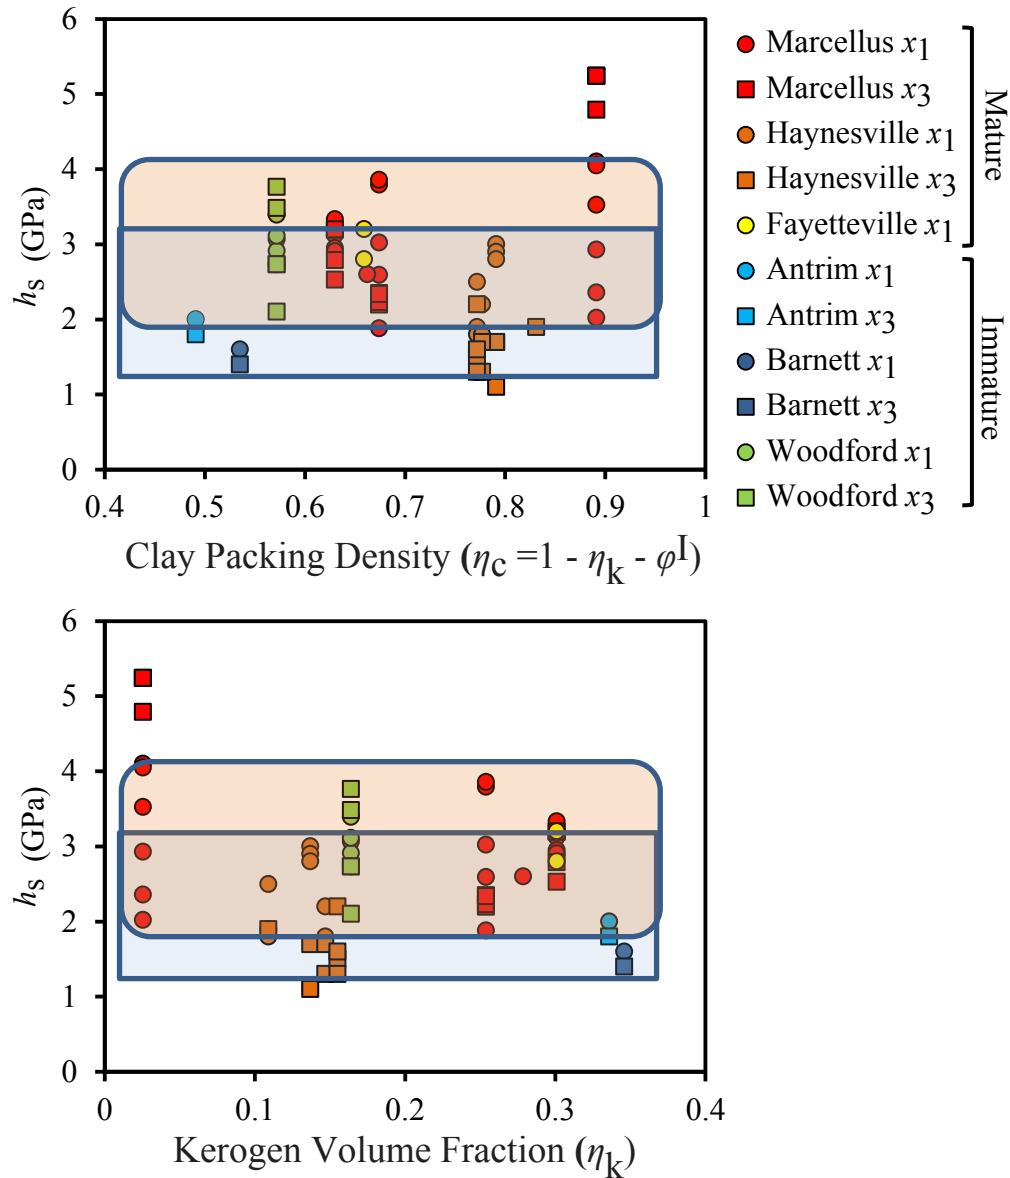 6
5
4
3
2
1
0
hs (GPa)
0.4 0.5 0.6 0.7 0.8 0.9 1
Clay Packing Density (ηc =1 - ηk - φI)
Marcellus x1
Marcellus x3
Haynesville x1
Haynesville x3
Fayetteville x1
Antrim x1
Antrim x3
Barnett x1
Barnett x3
Woodford x1
Woodford x3
Mature
Immature
6
5
4
3
2
1
0
hs (GPa)
0 0.1 0.2 0.3 0.4
Kerogen Volume Fraction (ηk)